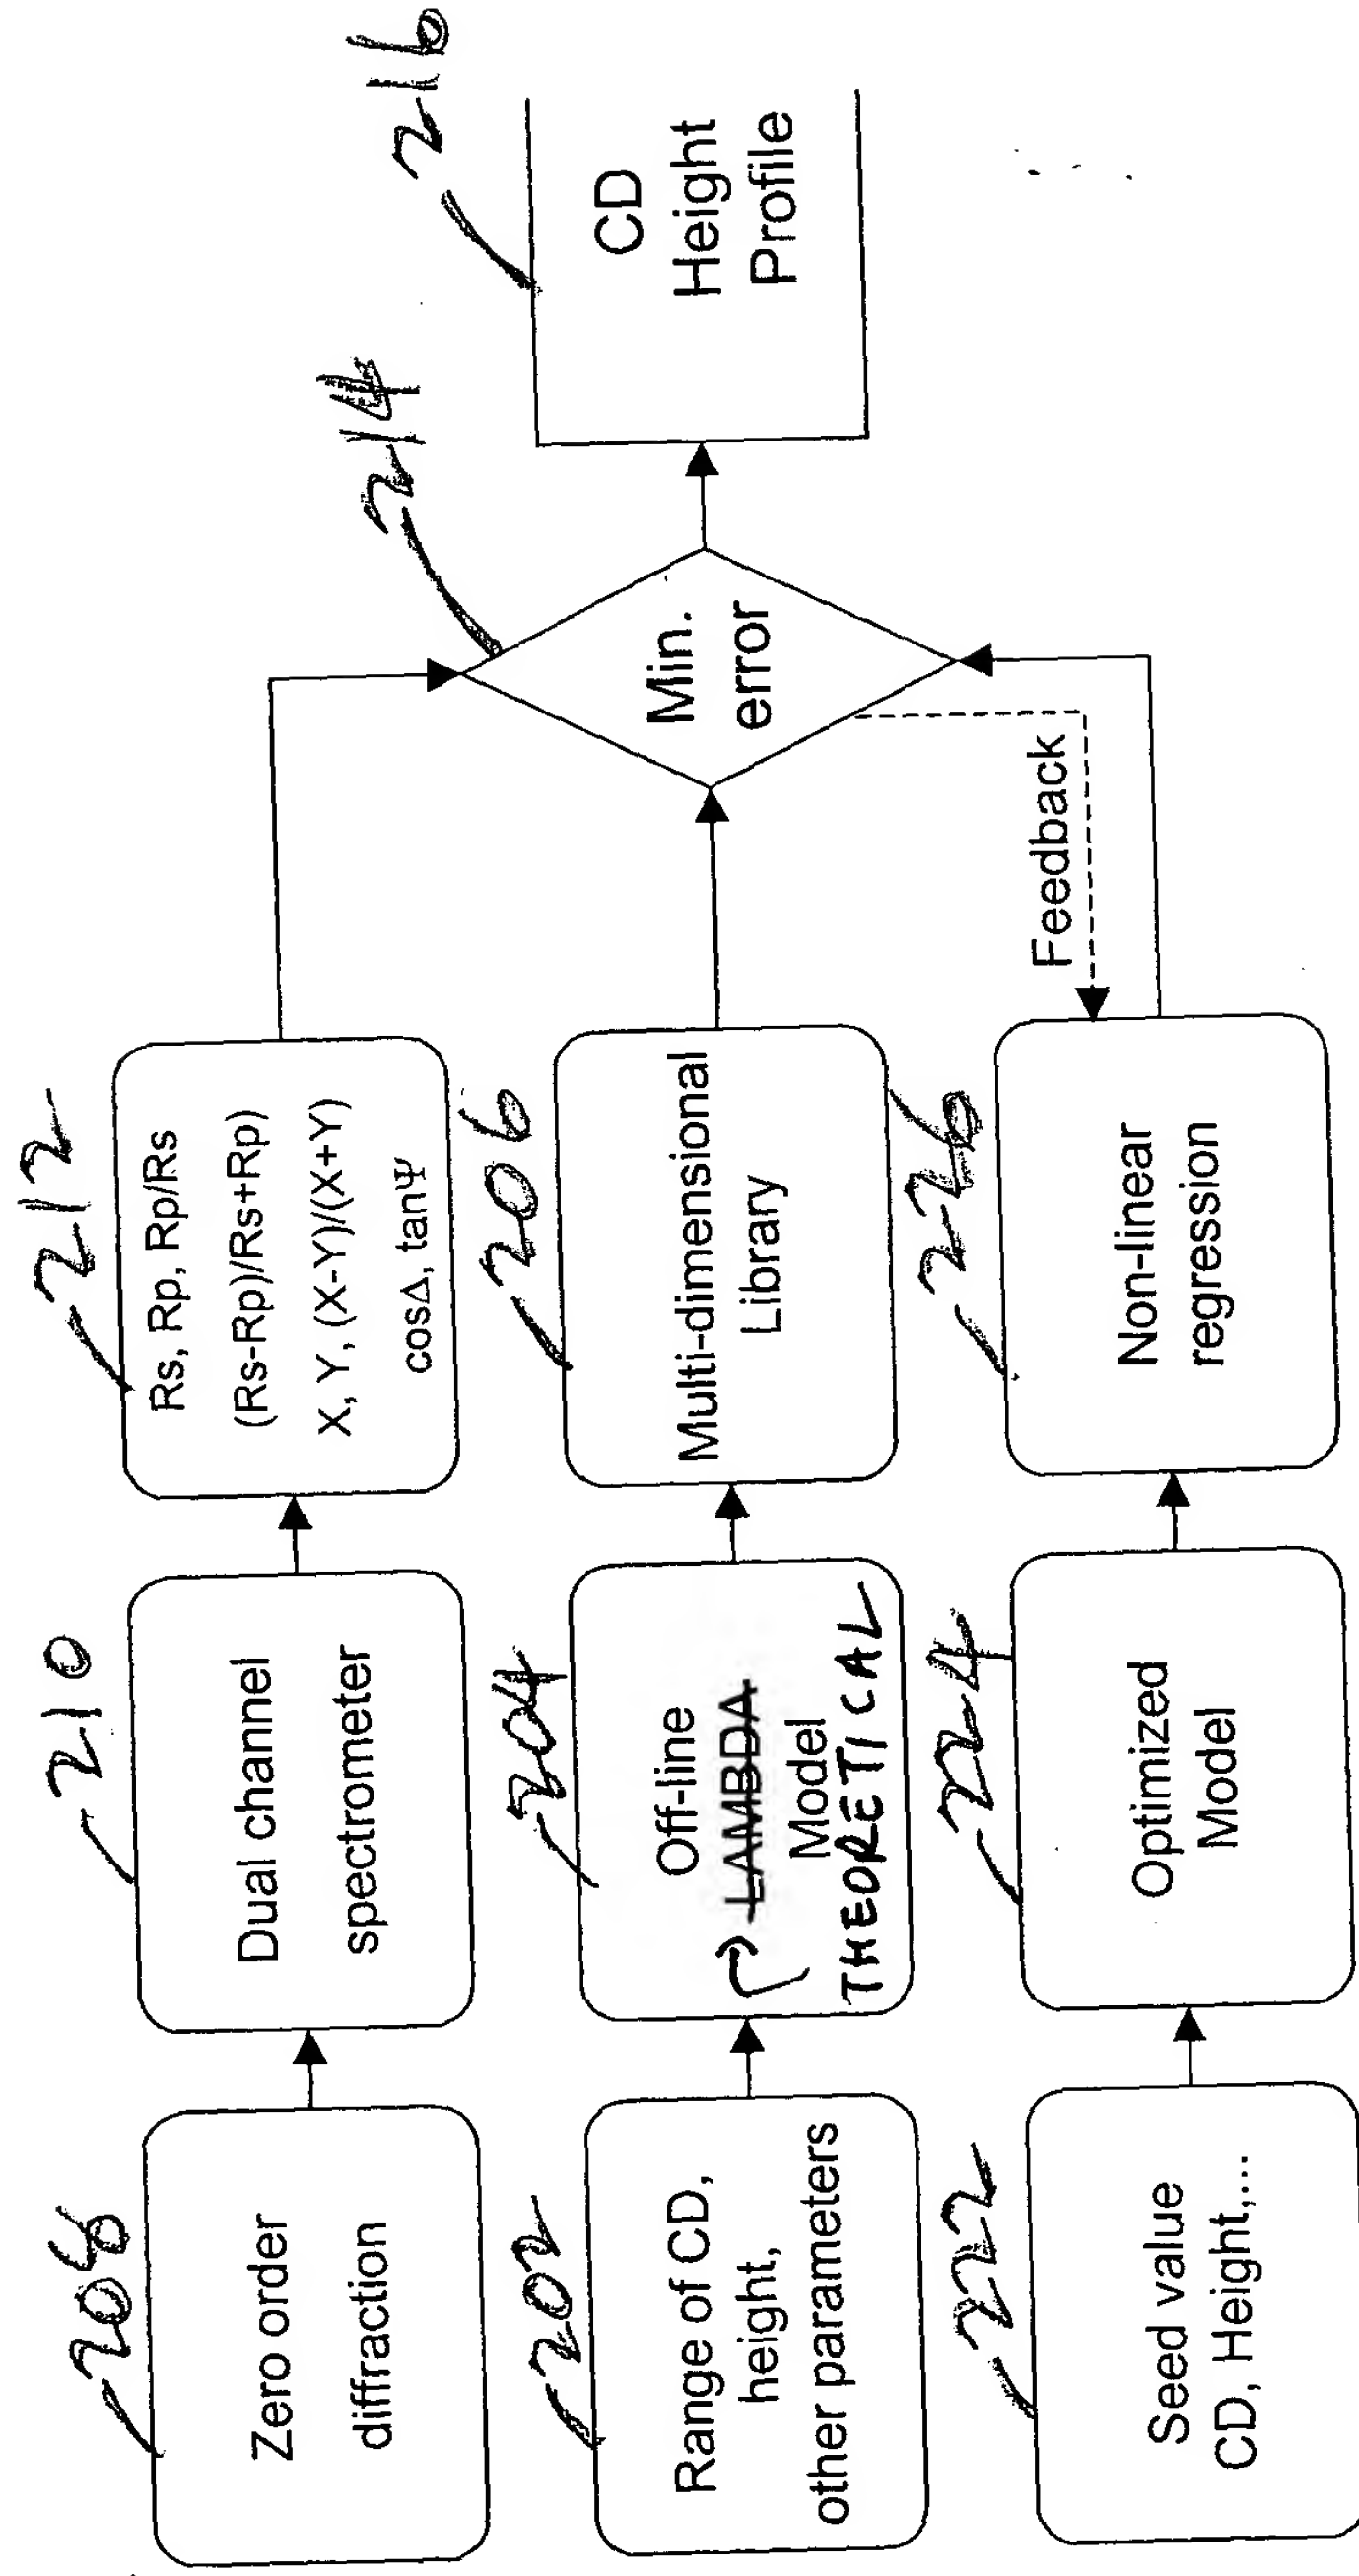 208
Zero order
diffraction
210
Dual channel
spectrometer
212
Rs, Rp, Rp/Rs
(Rs-Rp)/Rs+Rp)
X, Y, (X-Y)/(X+Y)
cosΔ, tanΨ
202
Range of CD,
height,
other parameters
204
Off-line
LAMBDA
Model
THEORETICAL
206
Multi-dimensional
Library
214
Min.
error
216
CD
Height
Profile
222
Seed value
CD, Height,..
224
Optimized
Model
226
Non-linear
regression
Feedback